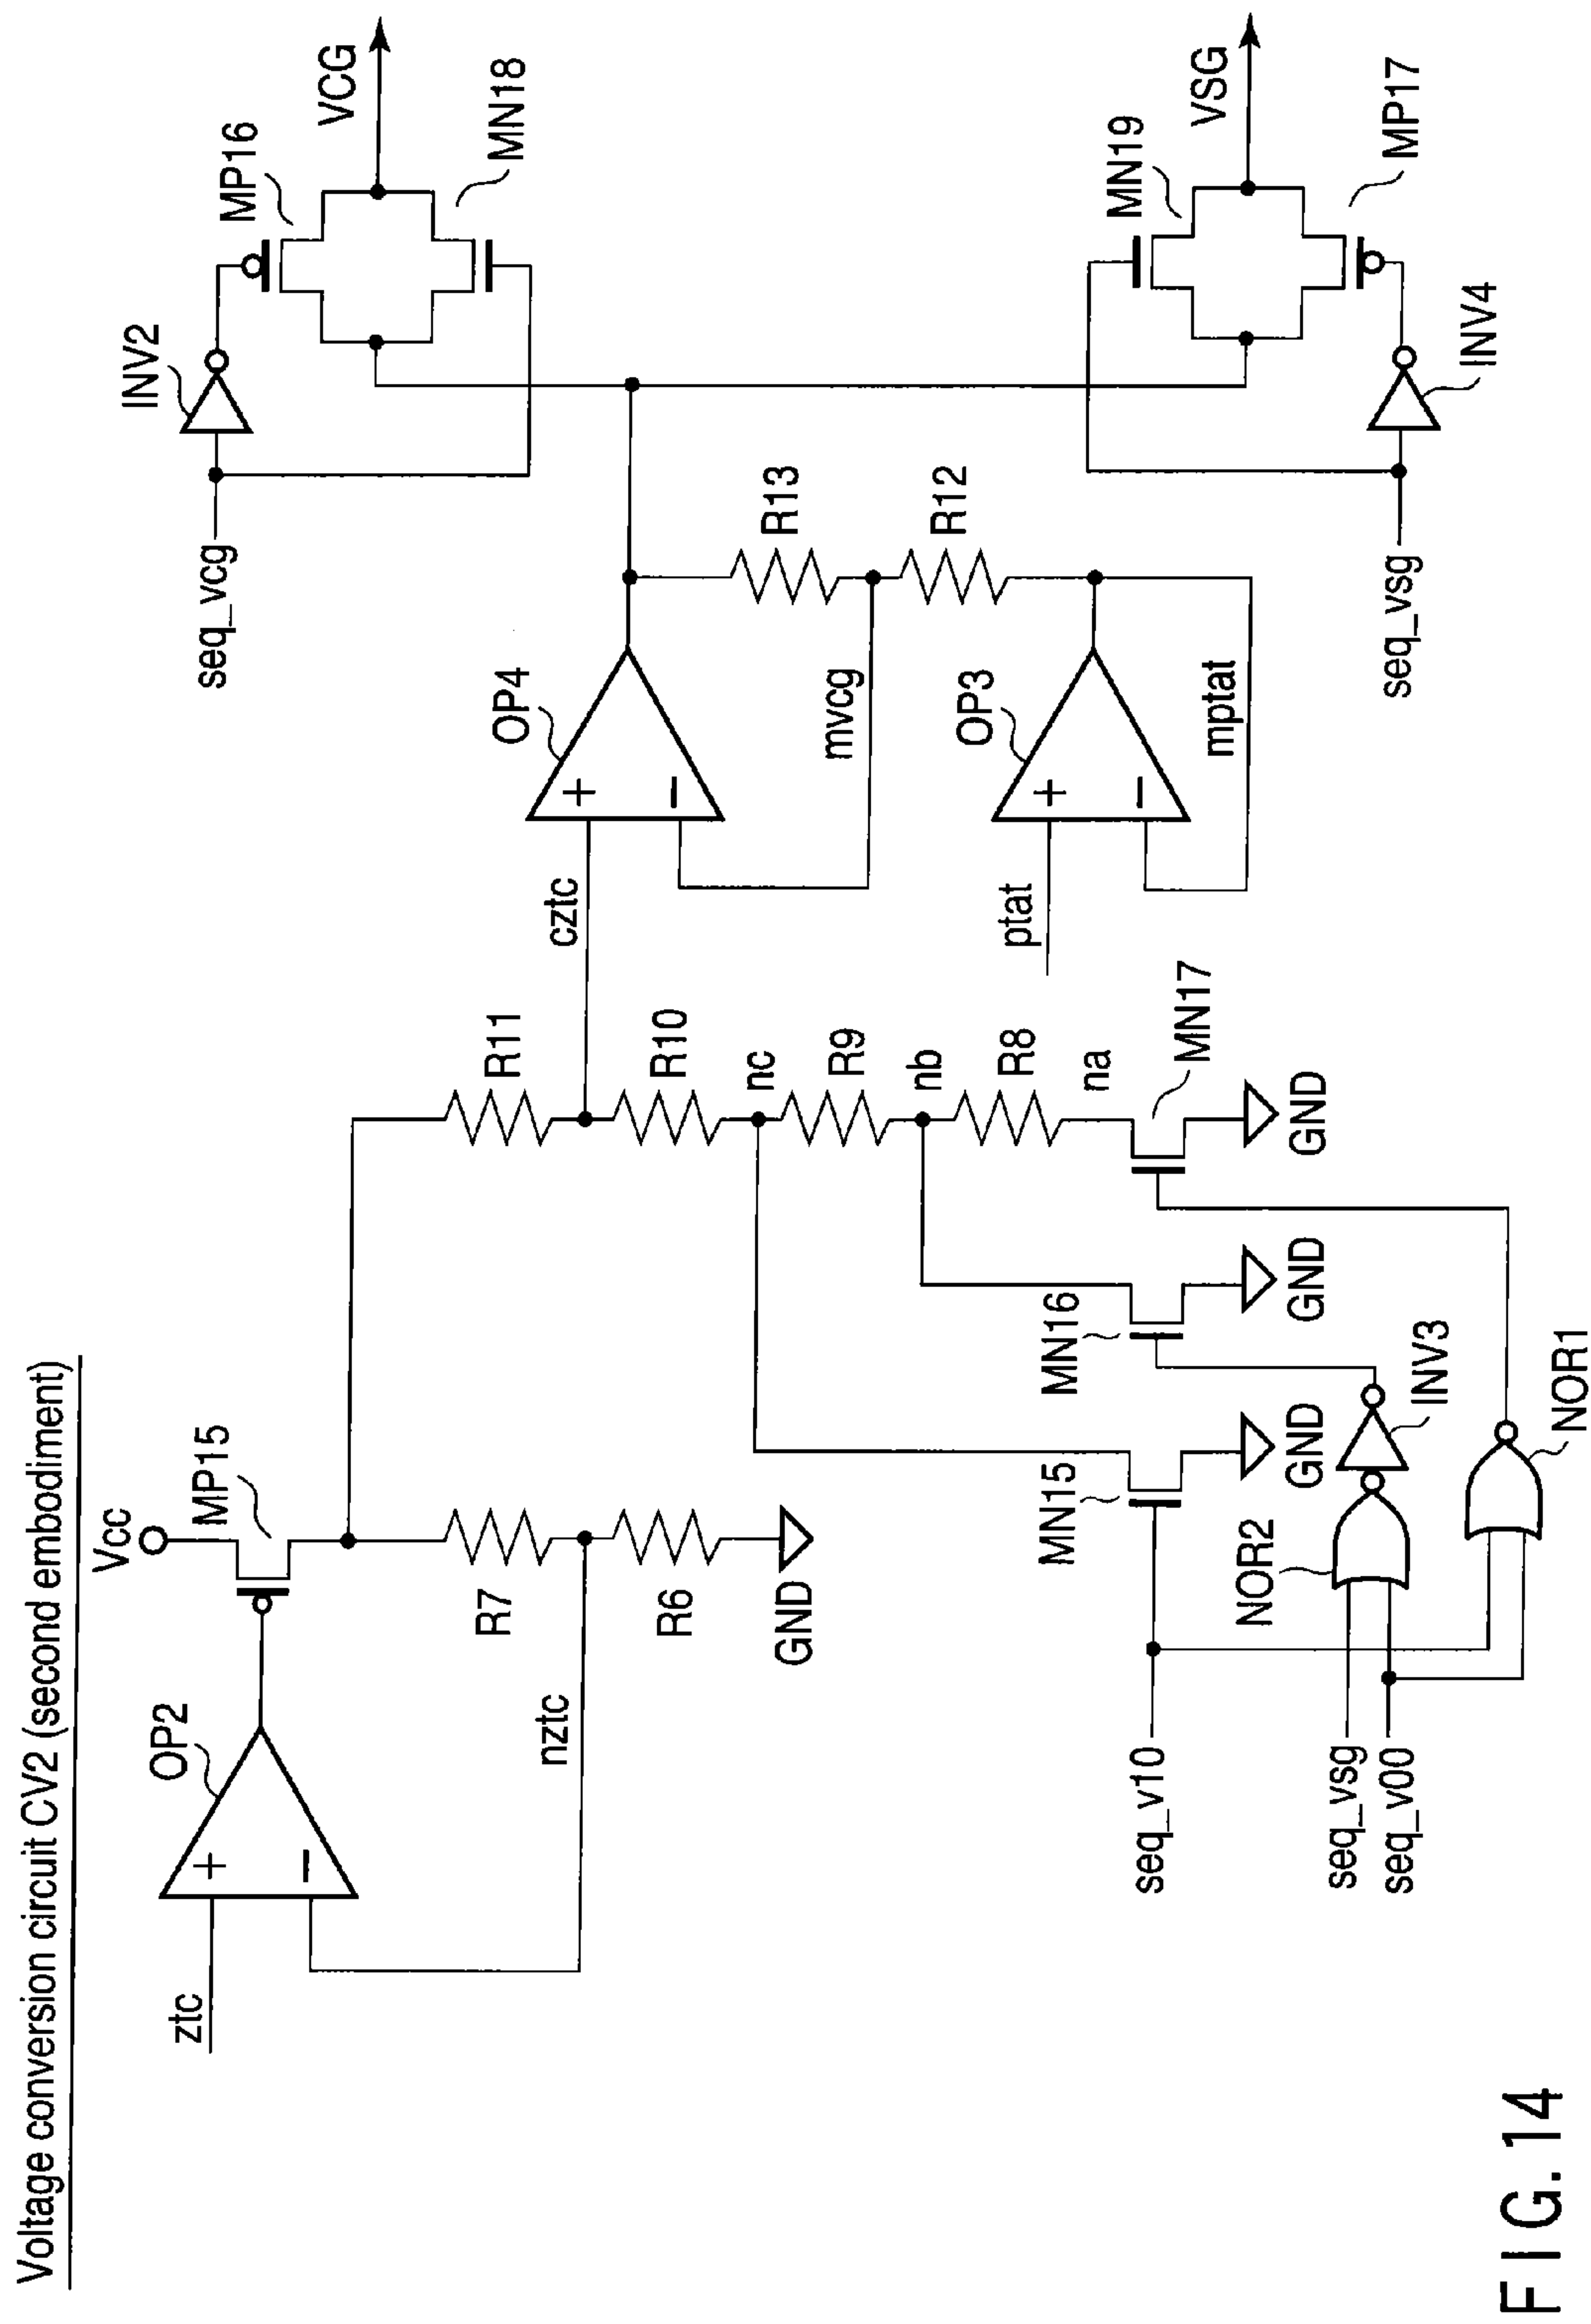 Voltage conversion circuit CV2 (second embodiment)
Vcc
MP15
OP2
+
−
ztc
nztc
R7
R6
GND
R11
R10
nc
R9
nb
R8
na
MN17
GND
MN16
GND
MN15
GND
INV3
NOR2
NOR1
seq_v10
seq_vsg
seq_v00
cztc
OP4
+
−
mvcg
R13
R12
ptat
OP3
+
−
mptat
seq_vcg
INV2
MP16
VCG
MN18
MN19
VSG
MP17
INV4
seq_vsg
FIG. 14